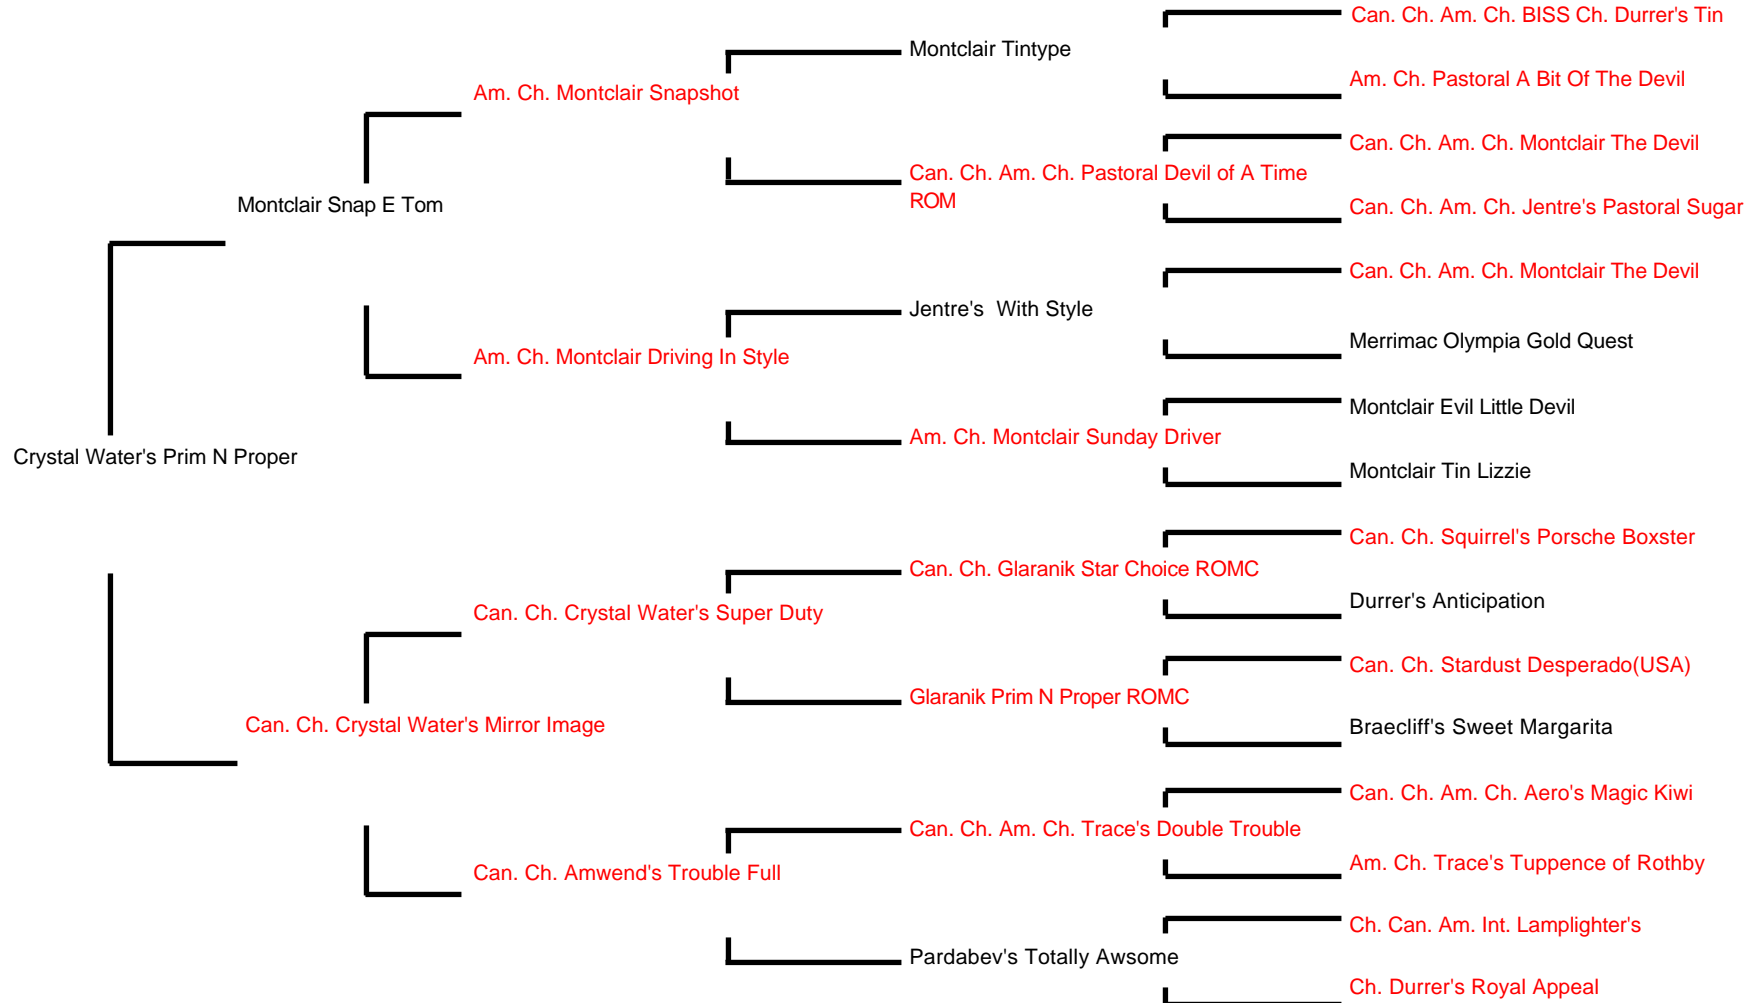 Can. Ch. Am. Ch. BISS Ch. Durrer's Tin
Montclair Tintype
Am. Ch. Pastoral A Bit Of The Devil
Am. Ch. Montclair Snapshot
Can. Ch. Am. Ch. Montclair The Devil
Can. Ch. Am. Ch. Pastoral Devil of A Time
ROM
Montclair Snap E Tom
Can. Ch. Am. Ch. Jentre's Pastoral Sugar
Can. Ch. Am. Ch. Montclair The Devil
Jentre's With Style
Merrimac Olympia Gold Quest
Am. Ch. Montclair Driving In Style
Montclair Evil Little Devil
Am. Ch. Montclair Sunday Driver
Crystal Water's Prim N Proper
Montclair Tin Lizzie
Can. Ch. Squirrel's Porsche Boxster
Can. Ch. Glaranik Star Choice ROMC
Durrer's Anticipation
Can. Ch. Crystal Water's Super Duty
Can. Ch. Stardust Desperado(USA)
Glaranik Prim N Proper ROMC
Can. Ch. Crystal Water's Mirror Image
Braecliff's Sweet Margarita
Can. Ch. Am. Ch. Aero's Magic Kiwi
Can. Ch. Am. Ch. Trace's Double Trouble
Am. Ch. Trace's Tuppence of Rothby
Can. Ch. Amwend's Trouble Full
Ch. Can. Am. Int. Lamplighter's
Pardabev's Totally Awsome
Ch. Durrer's Royal Appeal